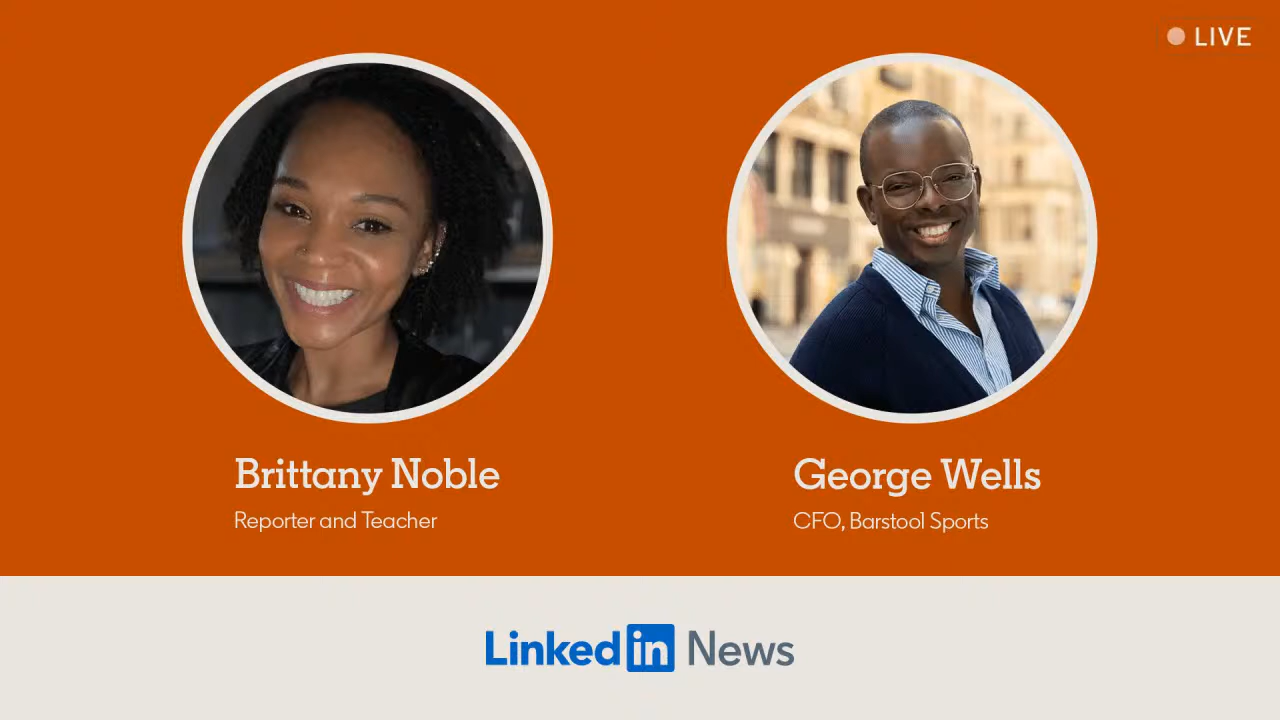 LIVE
Brittany Noble
Reporter and Teacher
George Wells
CFO, Barstool Sports
Linkedin News